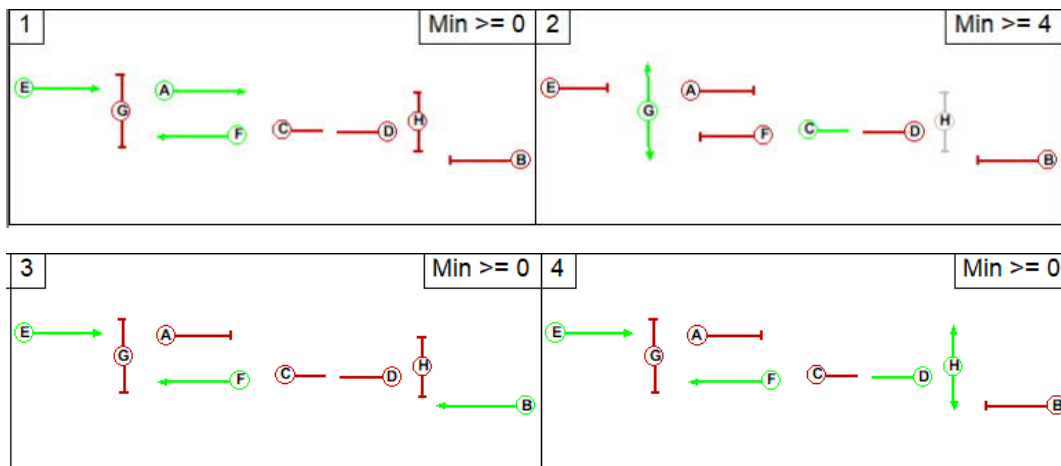 1 Min >= 0
E G A F C D H B
2 Min >= 4
E G A F C D H B
3 Min >= 0
E G A F C D H B
4 Min >= 0
E G A F C D H B